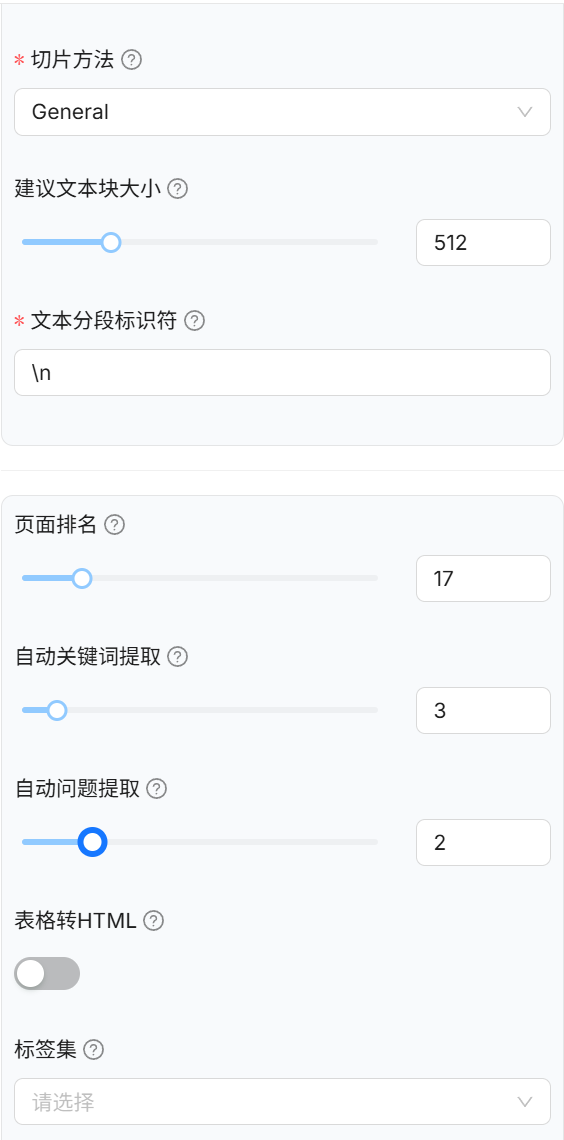 * 切片方法 ?
General
建议文本块大小 ?
512
* 文本分段标识符 ?
\n
页面排名 ?
17
自动关键词提取 ?
3
自动问题提取 ?
2
表格转HTML ?
标签集 ?
请选择